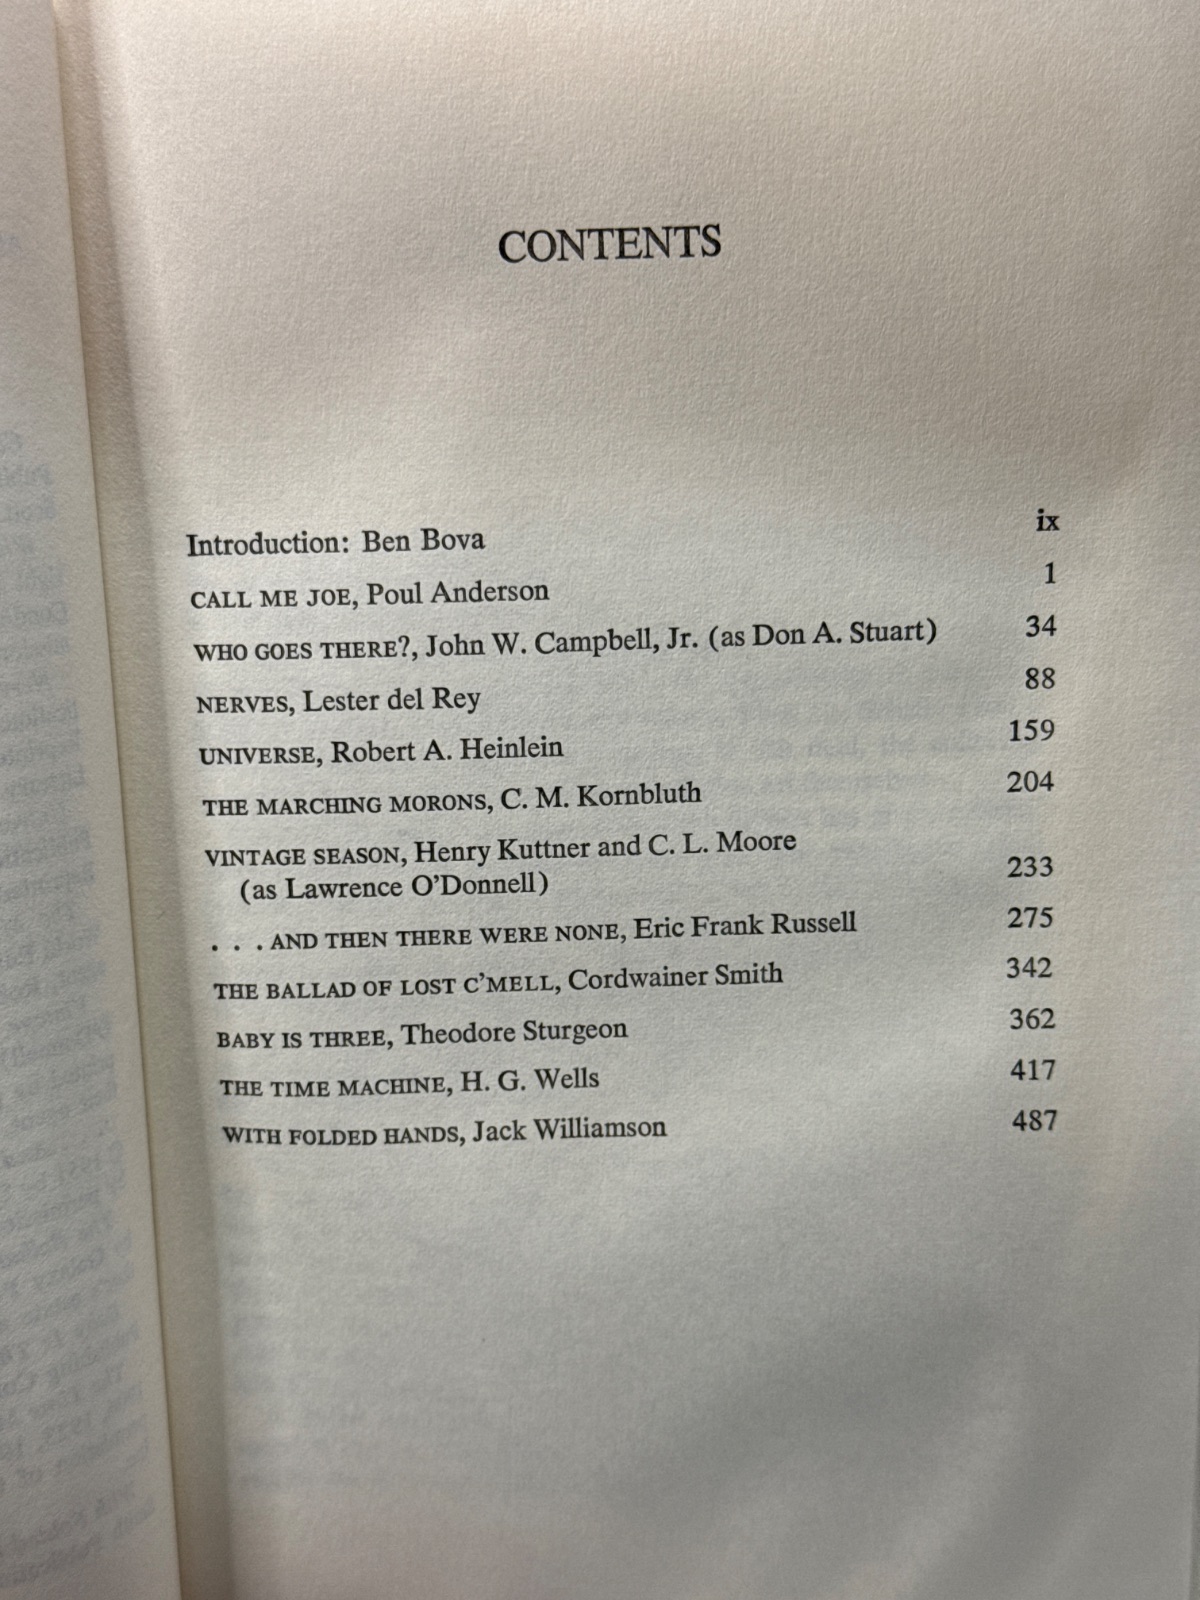 CONTENTS
Introduction: Ben Bova ix
CALL ME JOE, Poul Anderson 1
WHO GOES THERE?, John W. Campbell, Jr. (as Don A. Stuart) 34
NERVES, Lester del Rey 88
UNIVERSE, Robert A. Heinlein 159
THE MARCHING MORONS, C. M. Kornbluth 204
VINTAGE SEASON, Henry Kuttner and C. L. Moore
(as Lawrence O'Donnell) 233
. . . AND THEN THERE WERE NONE, Eric Frank Russell 275
THE BALLAD OF LOST C'MELL, Cordwainer Smith 342
BABY IS THREE, Theodore Sturgeon 362
THE TIME MACHINE, H. G. Wells 417
WITH FOLDED HANDS, Jack Williamson 487